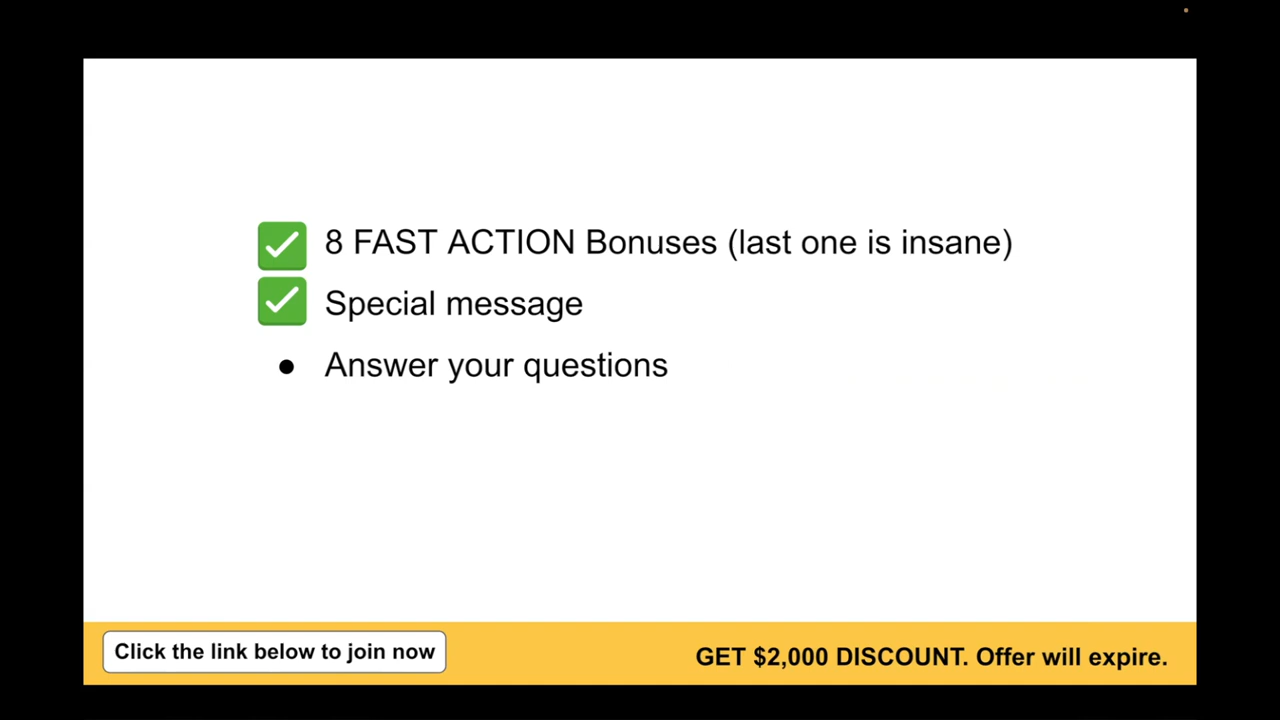 8 FAST ACTION Bonuses (last one is insane)
Special message
Answer your questions
Click the link below to join now
GET $2,000 DISCOUNT. Offer will expire.